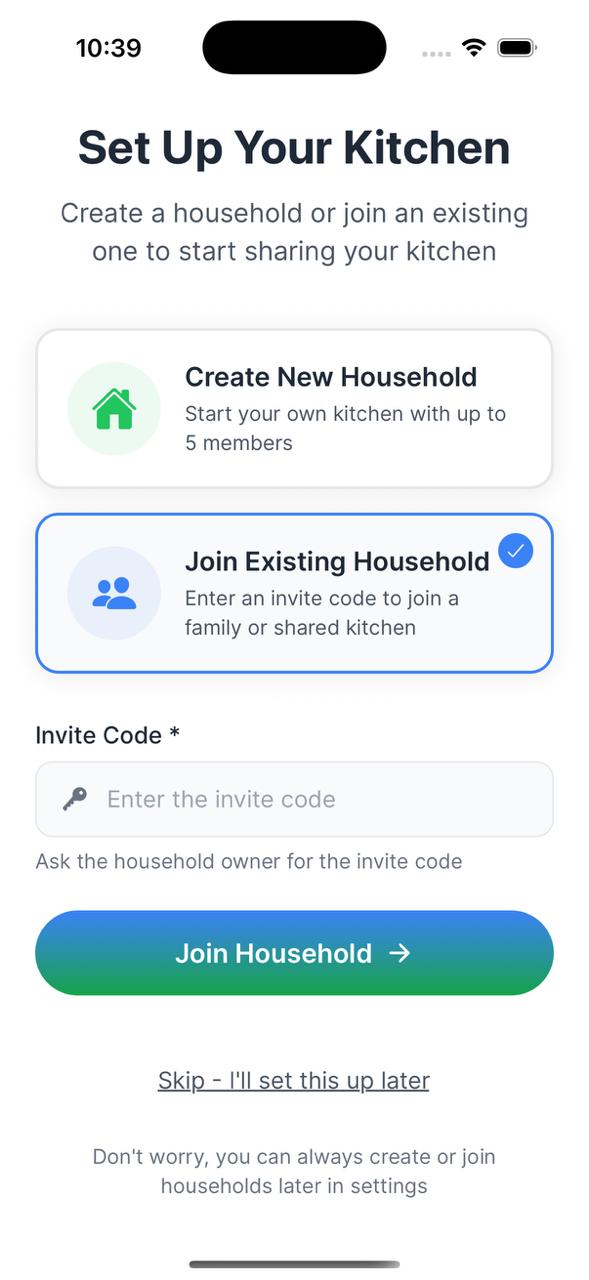 10:39
Set Up Your Kitchen
Create a household or join an existing
one to start sharing your kitchen
Create New Household
Start your own kitchen with up to
5 members
Join Existing Household
Enter an invite code to join a
family or shared kitchen
Invite Code *
Enter the invite code
Ask the household owner for the invite code
Join Household →
Skip - I'll set this up later
Don't worry, you can always create or join
households later in settings